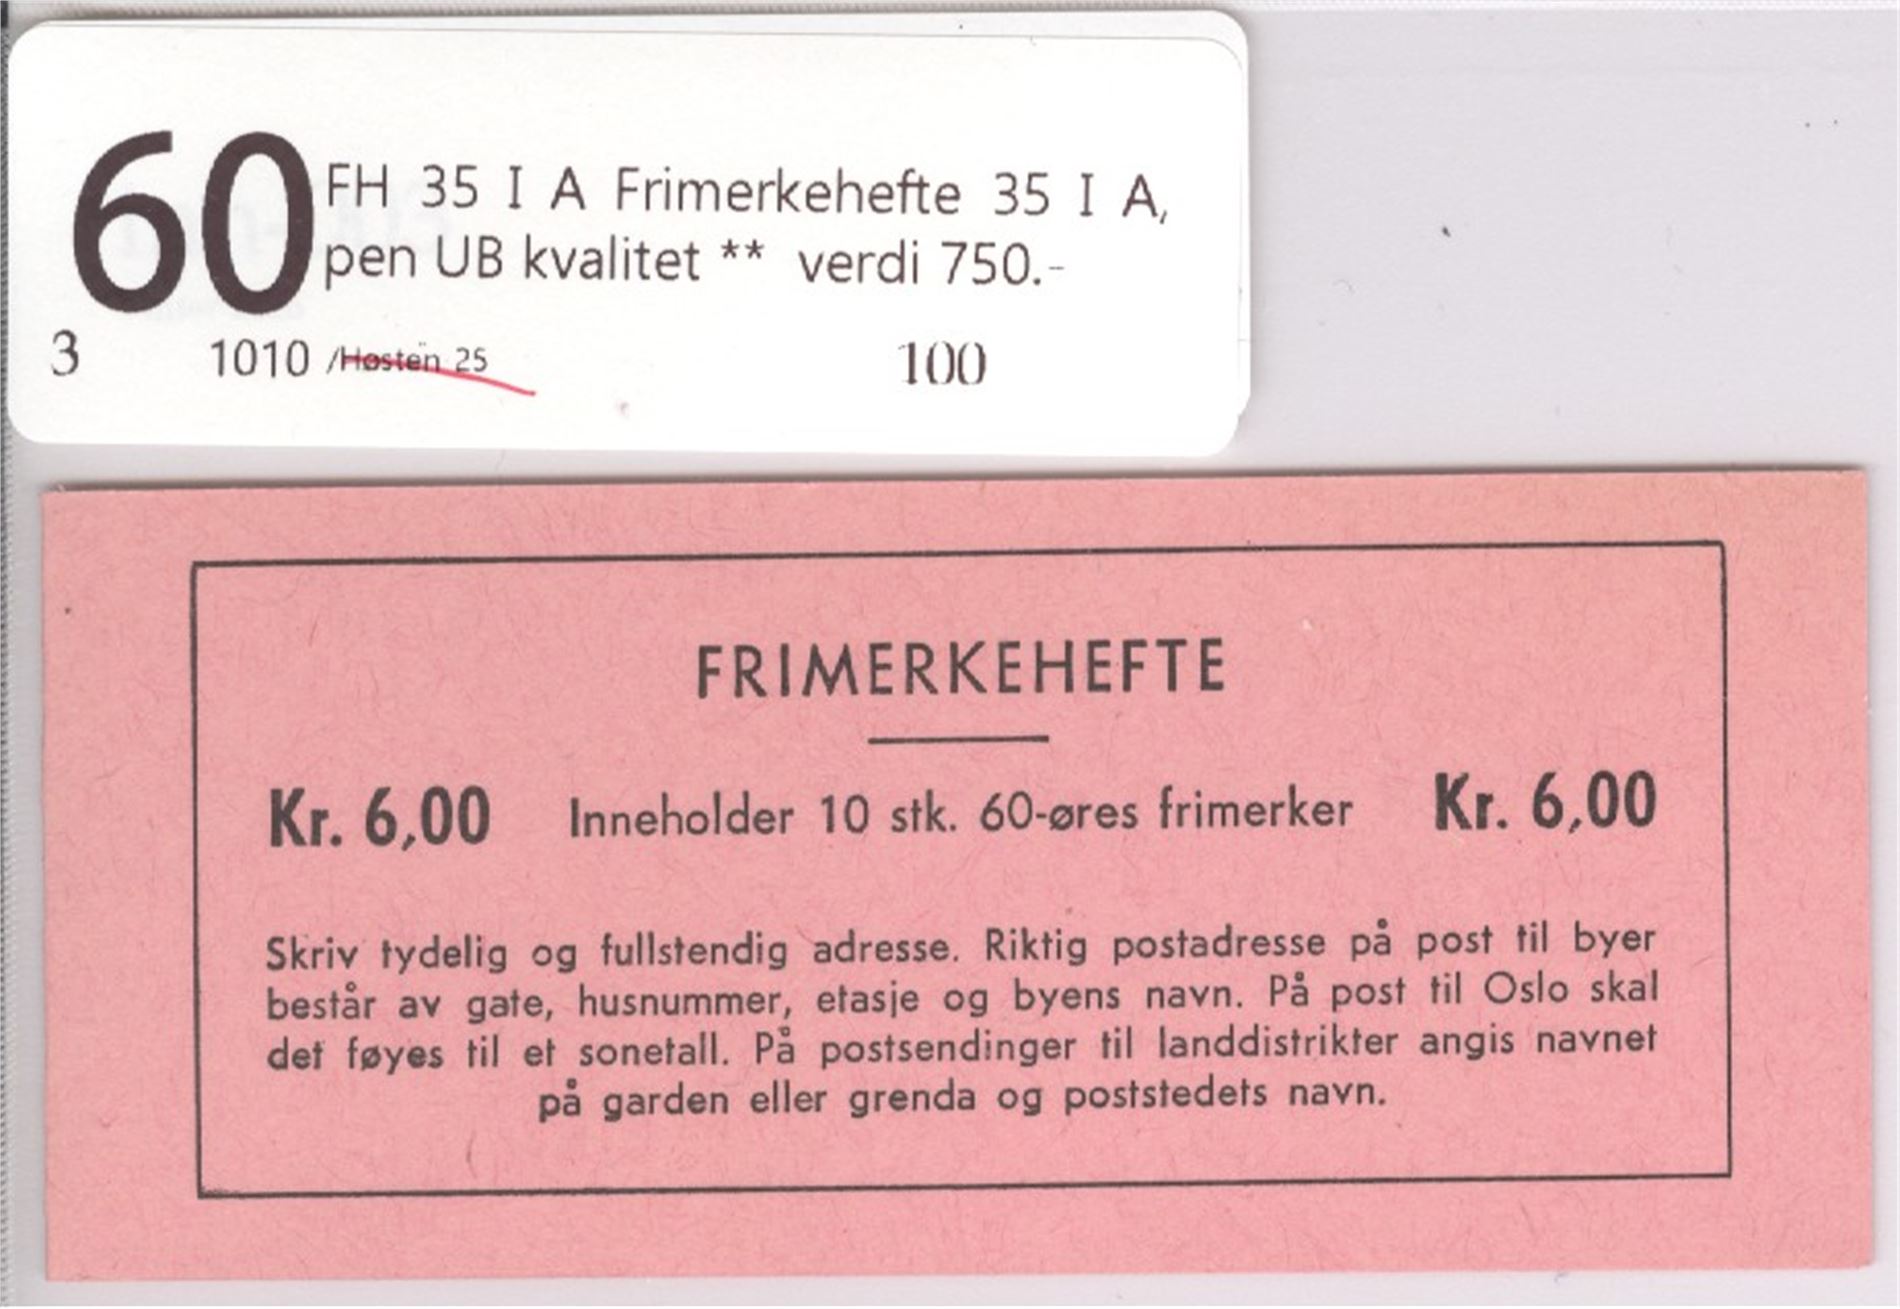 60
FH 35 I A Frimerkehefte 35 I A,
pen UB kvalitet ** verdi 750.-
3 1010 /Høsten 25 100
FRIMERKEHEFTE
Kr. 6,00 Inneholder 10 stk. 60-øres frimerker Kr. 6,00
Skriv tydelig og fullstendig adresse. Riktig postadresse på post til byer
består av gate, husnummer, etasje og byens navn. På post til Oslo skal
det føyes til et sonetall. På postsendinger til landdistrikter angis navnet
på garden eller grenda og poststedets navn.